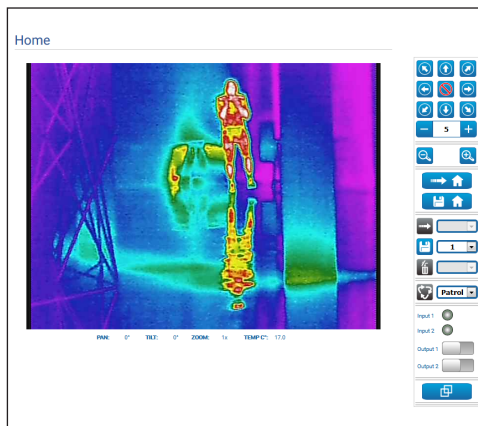 Home
5
1
Patrol
Input 1
Input 2
Output 1
Output 2
PAN: 0° TILT: 0° ZOOM: 1x TEMP C°: 17.0